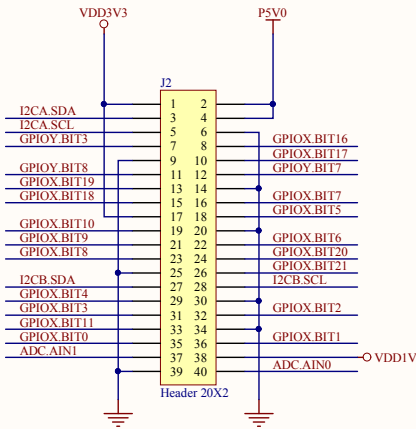 VDD3V3 P5V0
J2
1 2
I2CA.SDA 3 4
I2CA.SCL 5 6
GPIOY.BIT3 7 8 GPIOX.BIT16
9 10 GPIOX.BIT17
GPIOY.BIT8 11 12 GPIOY.BIT7
GPIOX.BIT19 13 14
GPIOX.BIT18 15 16 GPIOX.BIT7
17 18 GPIOX.BIT5
GPIOX.BIT10 19 20
GPIOX.BIT9 21 22 GPIOX.BIT6
GPIOX.BIT8 23 24 GPIOX.BIT20
25 26 GPIOX.BIT21
I2CB.SDA 27 28 I2CB.SCL
GPIOX.BIT4 29 30
GPIOX.BIT3 31 32 GPIOX.BIT2
GPIOX.BIT11 33 34
GPIOX.BIT0 35 36 GPIOX.BIT1
ADC.AIN1 37 38 VDD1V
39 40 ADC.AIN0
Header 20X2